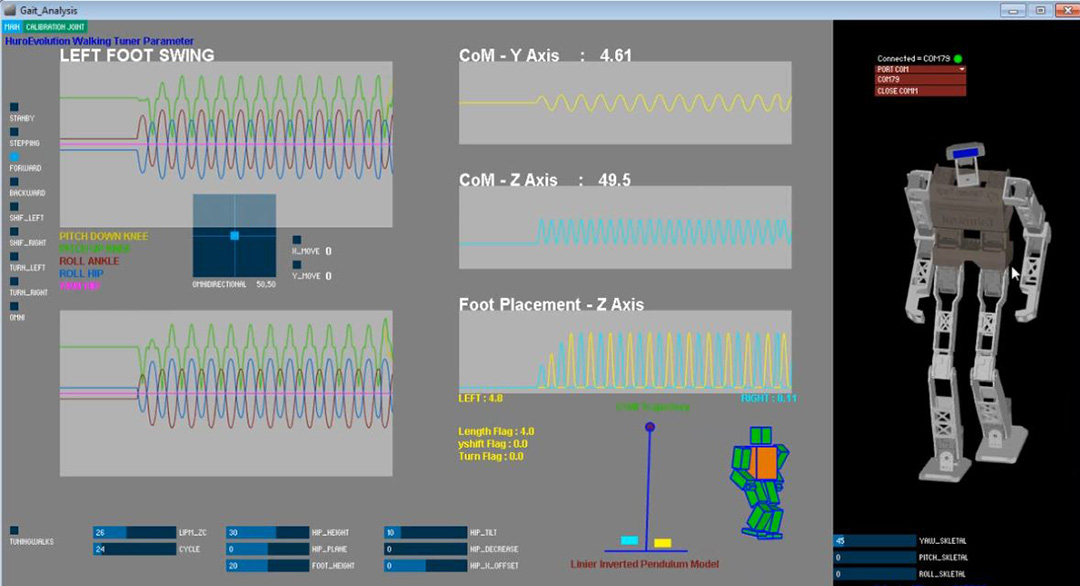 Gait_Analysis
MAIN CALIBRATION JOINT
HuroEvolution Walking Tuner Parameter
LEFT FOOT SWING
STANBY
STEPPING
FORWARD
BACKWARD
SHIF_LEFT
SHIF_RIGHT
TURN_LEFT
TURN_RIGHT
OMNI
PITCH DOWN KNEE
ROLL ANKLE
ROLL HIP
OMNIDIRECTIONAL 50,50
X_MOVE 0
Y_MOVE 0
TUNINGWALKS
26 LIPM_ZC
24 CYCLE
30 HIP_HEIGHT
0 HIP_PLANE
20 FOOT_HEIGHT
10 HIP_TILT
0 HIP_DECREASE
0 HIP_X_OFFSET
CoM - Y Axis : 4.61
CoM - Z Axis : 49.5
Foot Placement - Z Axis
LEFT : 4.8
RIGHT : 0.11
CoM Trajectory
Length Flag : 4.0
yshift Flag : 0.0
Turn Flag : 0.0
Linier Inverted Pendulum Model
Connected = COM79
PORT COM
COM79
CLOSE COMM
45 YAW_SKLETAL
0 PITCH_SKLETAL
0 ROLL_SKLETAL